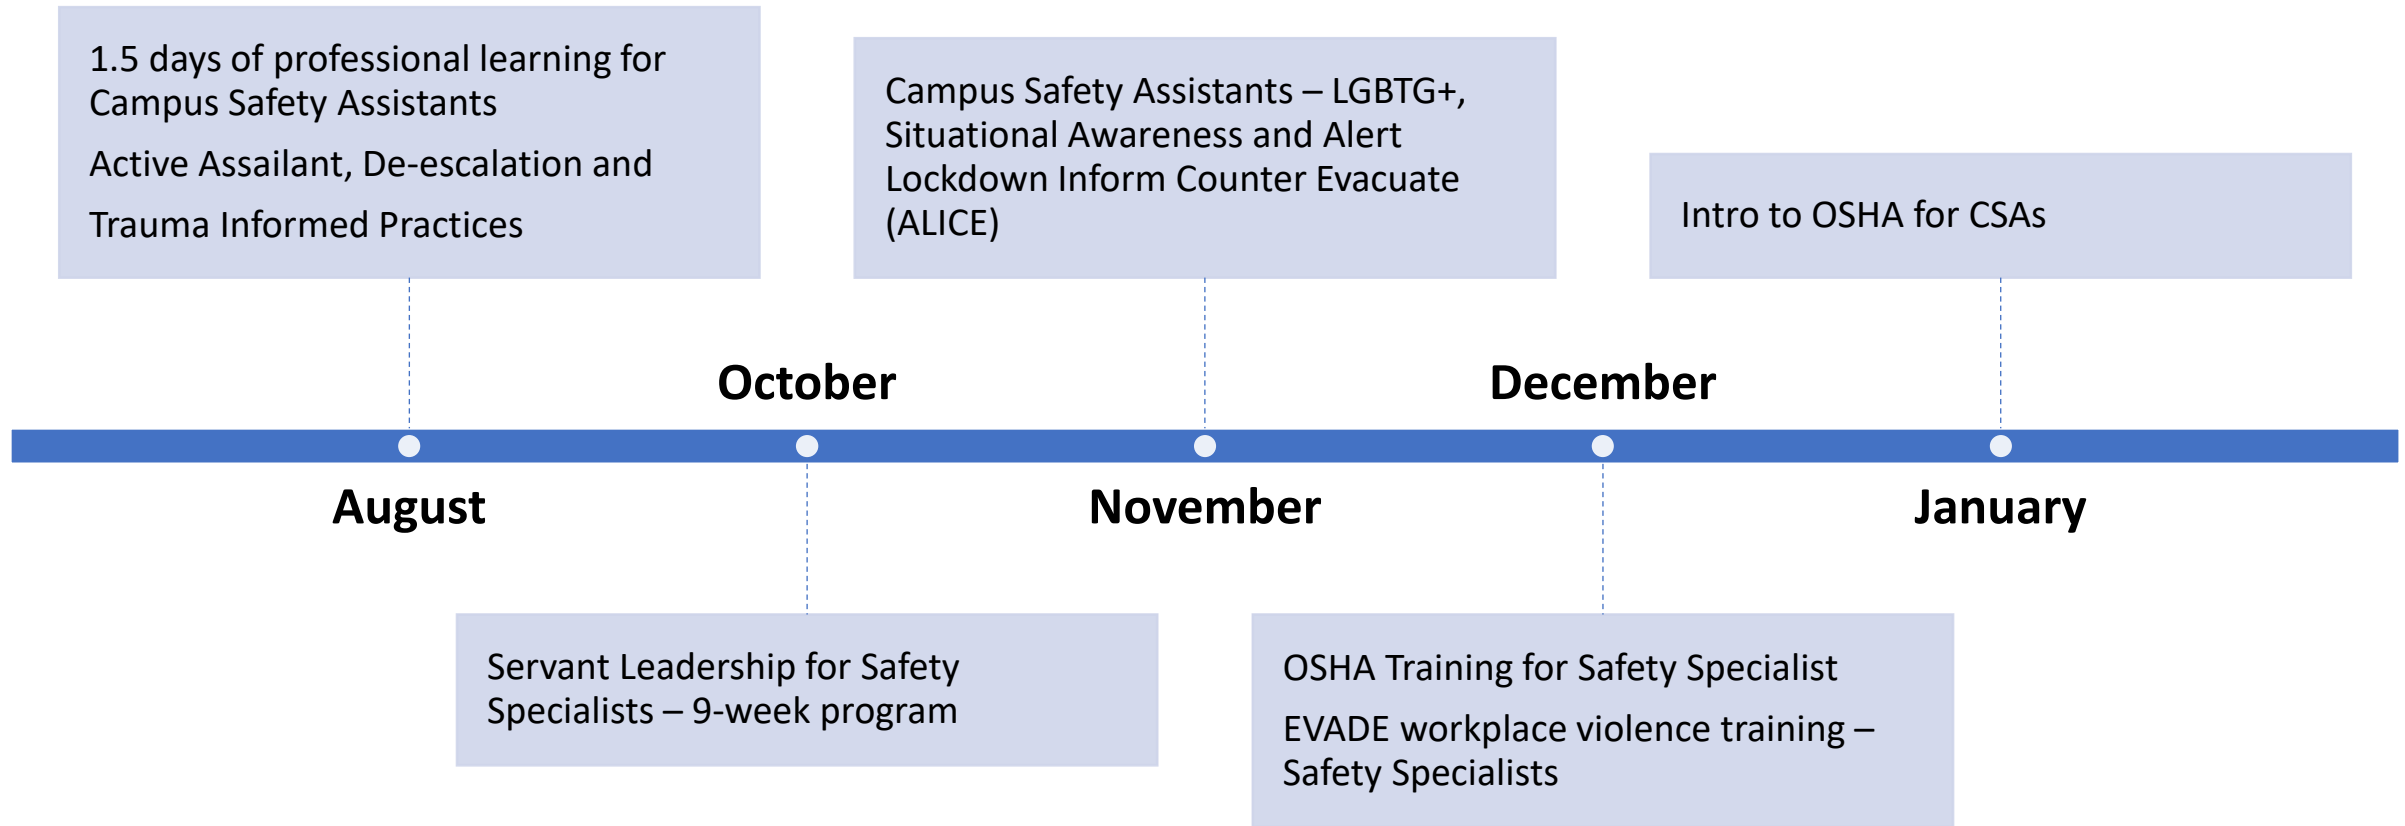 1.5 days of professional learning for
Campus Safety Assistants
Active Assailant, De-escalation and
Trauma Informed Practices
Campus Safety Assistants – LGBTG+,
Situational Awareness and Alert
Lockdown Inform Counter Evacuate
(ALICE)
Intro to OSHA for CSAs
October
December
August
November
January
Servant Leadership for Safety
Specialists – 9-week program
OSHA Training for Safety Specialist
EVADE workplace violence training –
Safety Specialists